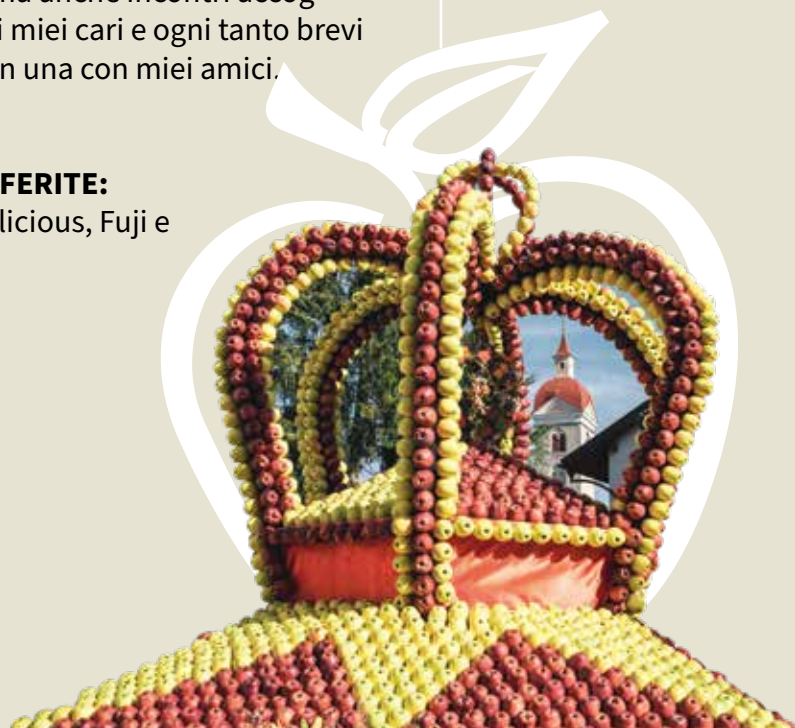 i miei cari e ogni tanto brevi
n una con miei amici.
FERITE:
licious, Fuji e